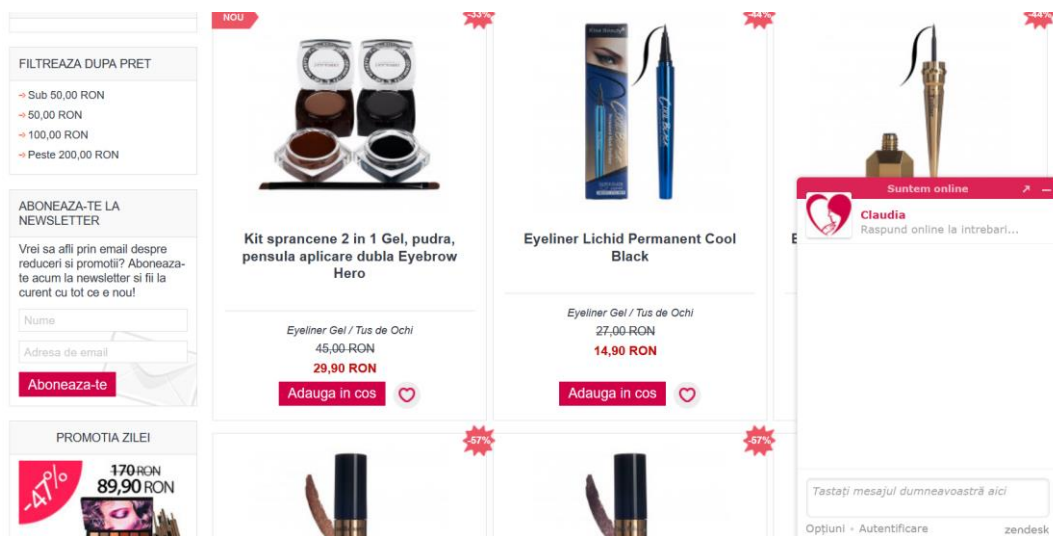 FILTREAZA DUPA PRET
Sub 50,00 RON
50,00 RON
100,00 RON
Peste 200,00 RON
ABONEAZA-TE LA
NEWSLETTER
Vrei sa afli prin email despre
reduceri si promotii? Aboneaza-
te acum la newsletter si fii la
curent cu tot ce e nou!
Nume
Adresa de email
Aboneaza-te
PROMOTIA ZILEI
-47%
170 RON
89,90 RON
NOU
-33%
Kit sprancene 2 in 1 Gel, pudra,
pensula aplicare dubla Eyebrow
Hero
Eyeliner Gel / Tus de Ochi
45,00 RON
29,90 RON
Adauga in cos
-44%
Eyeliner Lichid Permanent Cool
Black
Eyeliner Gel / Tus de Ochi
27,00 RON
14,90 RON
Adauga in cos
-44%
-57%
-57%
Suntem online
Claudia
Raspund online la intrebari...
Tastați mesajul dumneavoastră aici
Opțiuni • Autentificare
zendesk